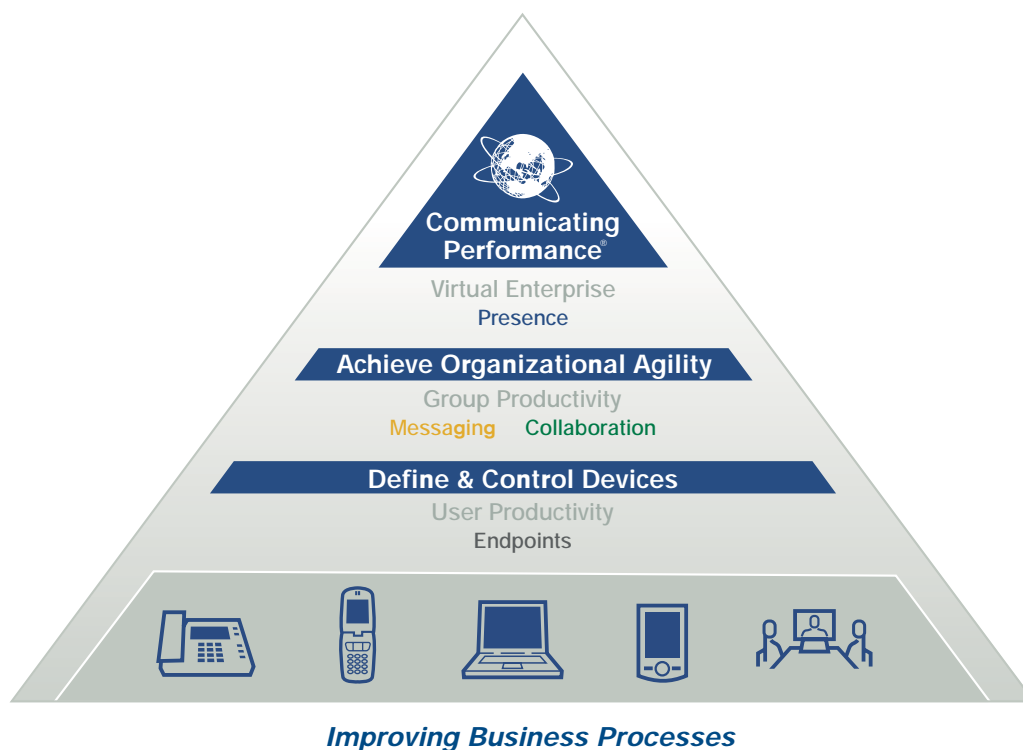 Communicating
Performance®
Virtual Enterprise
Presence
Achieve Organizational Agility
Group Productivity
Messaging Collaboration
Define & Control Devices
User Productivity
Endpoints
Improving Business Processes